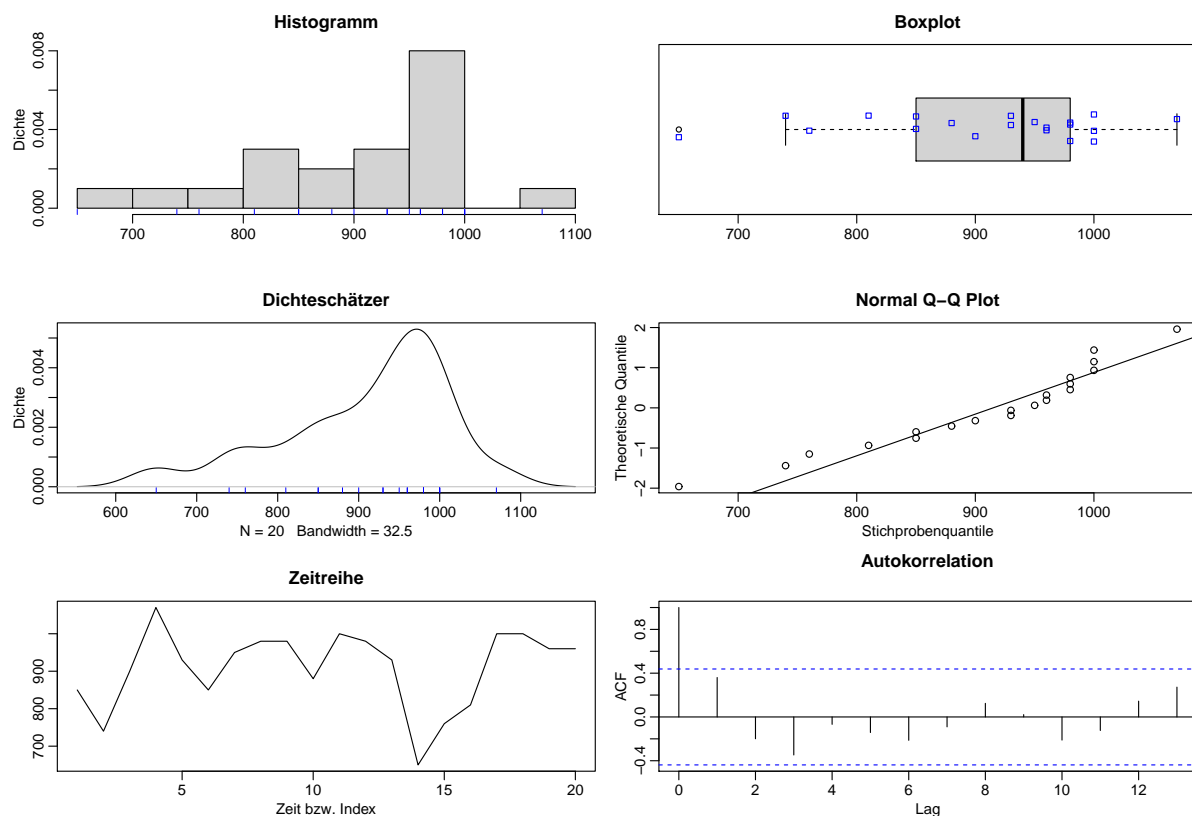 Histogramm
Dichte
0.000 0.004 0.008
700 800 900 1000 1100
Boxplot
700 800 900 1000
Dichteschätzer
Dichte
0.000 0.002 0.004
600 700 800 900 1000 1100
N = 20 Bandwidth = 32.5
Normal Q−Q Plot
Theoretische Quantile
−2 −1 0 1 2
700 800 900 1000
Stichprobenquantile
Zeitreihe
700 800 900
5 10 15 20
Zeit bzw. Index
Autokorrelation
ACF
−0.4 0.0 0.4 0.8
0 2 4 6 8 10 12
Lag